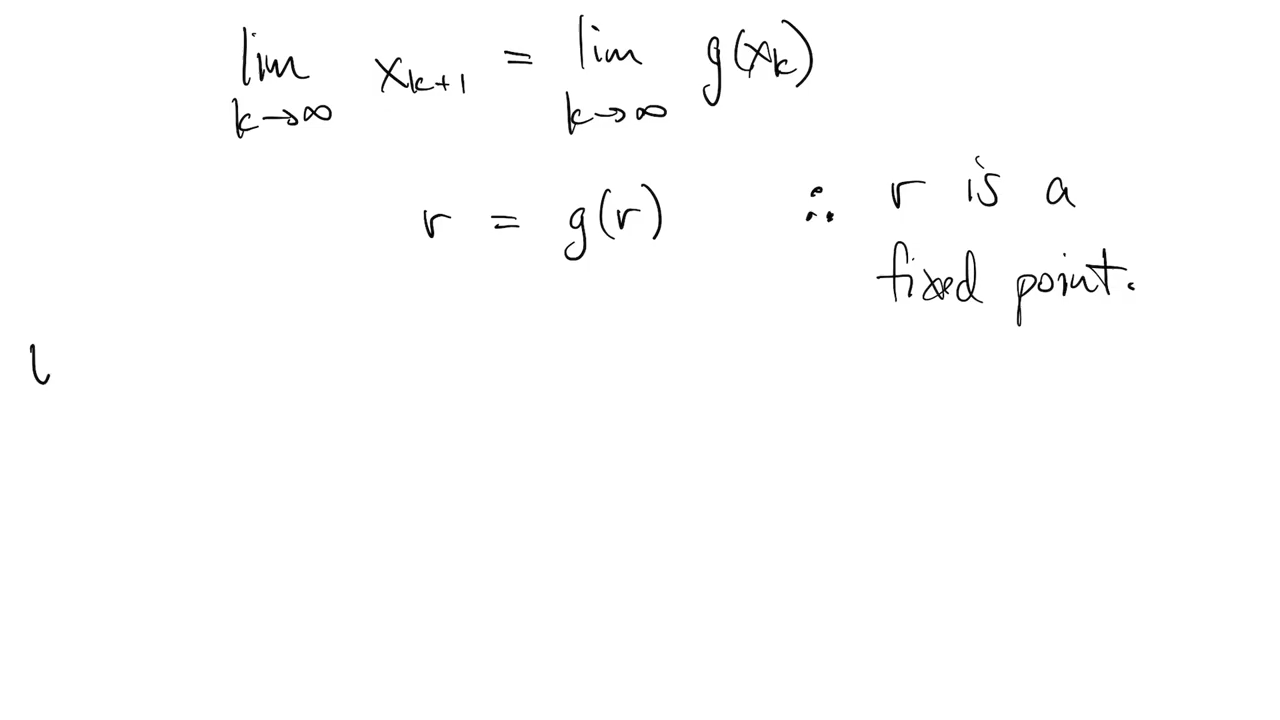 lim x_{k+1} = lim g(x_k)
k→∞ k→∞
r = g(r) ∴ r is a
fixed point.